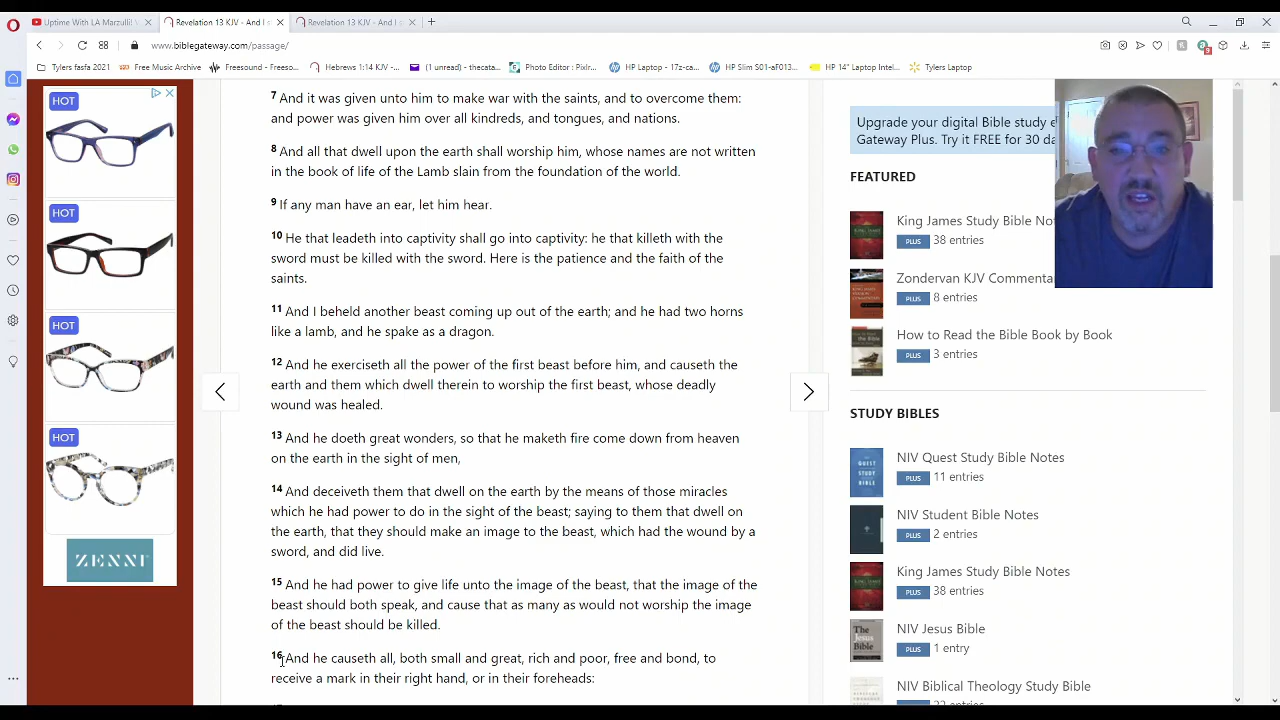 Uptime With LA Marzulli!
Revelation 13 KJV - And I s
Revelation 13 KJV - And I s
www.biblegateway.com/passage/
Tylers fasfa 2021
Free Music Archive
Freesound - Freeso...
Hebrews 1:14 KJV -...
(1 unread) - thecata...
Photo Editor : Pixlr...
HP Laptop - 17z-ca...
HP Slim S01-aF013...
HP 14" Laptop Intel...
Tylers Laptop
HOT
HOT
HOT
HOT
ZENNI
7 And it was given unto him to make war with the saints, and to overcome them:
and power was given him over all kindreds, and tongues, and nations.
8 And all that dwell upon the earth shall worship him, whose names are not written
in the book of life of the Lamb slain from the foundation of the world.
9 If any man have an ear, let him hear.
10 He that leadeth into captivity shall go into captivity: he that killeth with the
sword must be killed with the sword. Here is the patience and the faith of the
saints.
11 And I beheld another beast coming up out of the earth; and he had two horns
like a lamb, and he spake as a dragon.
12 And he exerciseth all the power of the first beast before him, and causeth the
earth and them which dwell therein to worship the first beast, whose deadly
wound was healed.
13 And he doeth great wonders, so that he maketh fire come down from heaven
on the earth in the sight of men,
14 And deceiveth them that dwell on the earth by the means of those miracles
which he had power to do in the sight of the beast; saying to them that dwell on
the earth, that they should make an image to the beast, which had the wound by a
sword, and did live.
15 And he had power to give life unto the image of the beast, that the image of the
beast should both speak, and cause that as many as would not worship the image
of the beast should be killed.
16 And he causeth all, both small and great, rich and poor, free and bond, to
receive a mark in their right hand, or in their foreheads:
Upgrade your digital Bible study e
Gateway Plus. Try it FREE for 30 da
FEATURED
King James Study Bible No
PLUS 38 entries
Zondervan KJV Commenta
PLUS 8 entries
How to Read the Bible Book by Book
PLUS 3 entries
STUDY BIBLES
NIV Quest Study Bible Notes
PLUS 11 entries
NIV Student Bible Notes
PLUS 2 entries
King James Study Bible Notes
PLUS 38 entries
NIV Jesus Bible
PLUS 1 entry
NIV Biblical Theology Study Bible